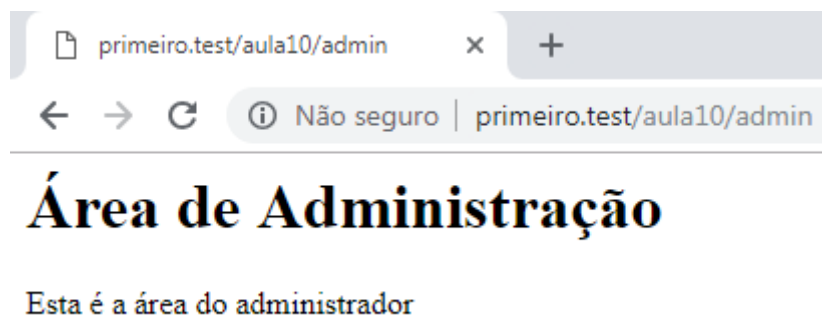 primeiro.test/aula10/admin
Não seguro | primeiro.test/aula10/admin
Área de Administração
Esta é a área do administrador